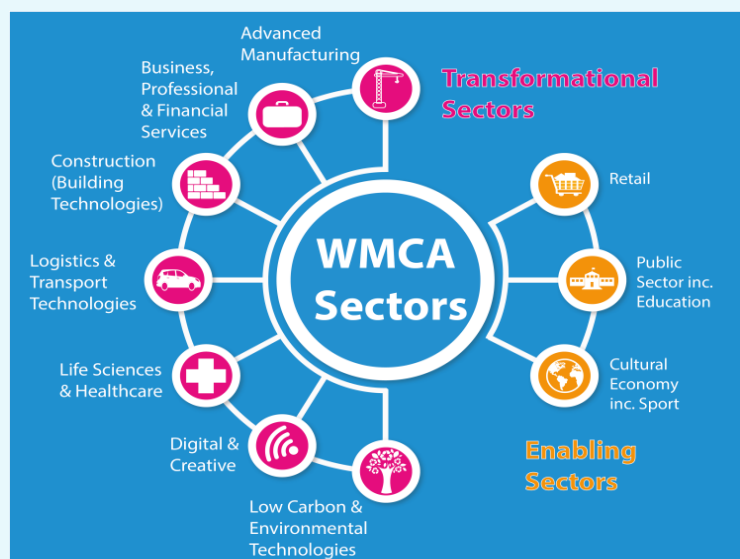 Advanced
Manufacturing
Business,
Professional
& Financial
Services
Construction
(Building
Technologies)
Logistics &
Transport
Technologies
Life Sciences
& Healthcare
Digital &
Creative
Low Carbon &
Environmental
Technologies
WMCA
Sectors
Transformational
Sectors
Retail
Public
Sector inc.
Education
Cultural
Economy
inc. Sport
Enabling
Sectors